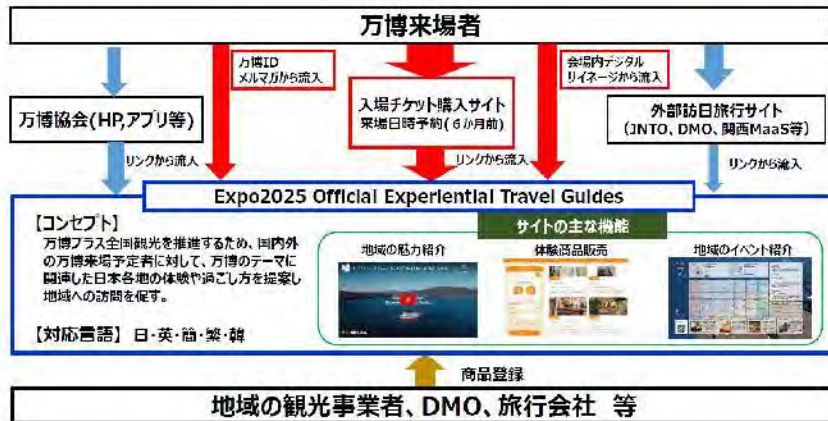 万博来場者
万博ID
メルマガから流入
会場内デジタル
サイネージから流入
万博協会(HP,アプリ等)
入場チケット購入サイト
来場日時予約(6か月前)
外部訪日旅行サイト
(JNTO、DMO、関西MaaS等)
リンクから流入
リンクから流入
リンクから流入
Expo2025 Official Experiential Travel Guides
【コンセプト】
万博プラス全国観光を推進するため、国内外
の万博来場予定者に対して、万博のテーマに
関連した日本各地の体験や過ごし方を提案し
地域への訪問を促す。
【対応言語】 日・英・簡・繁・韓
サイトの主な機能
地域の魅力紹介
体験商品販売
地域のイベント紹介
商品登録
地域の観光事業者、DMO、旅行会社 等